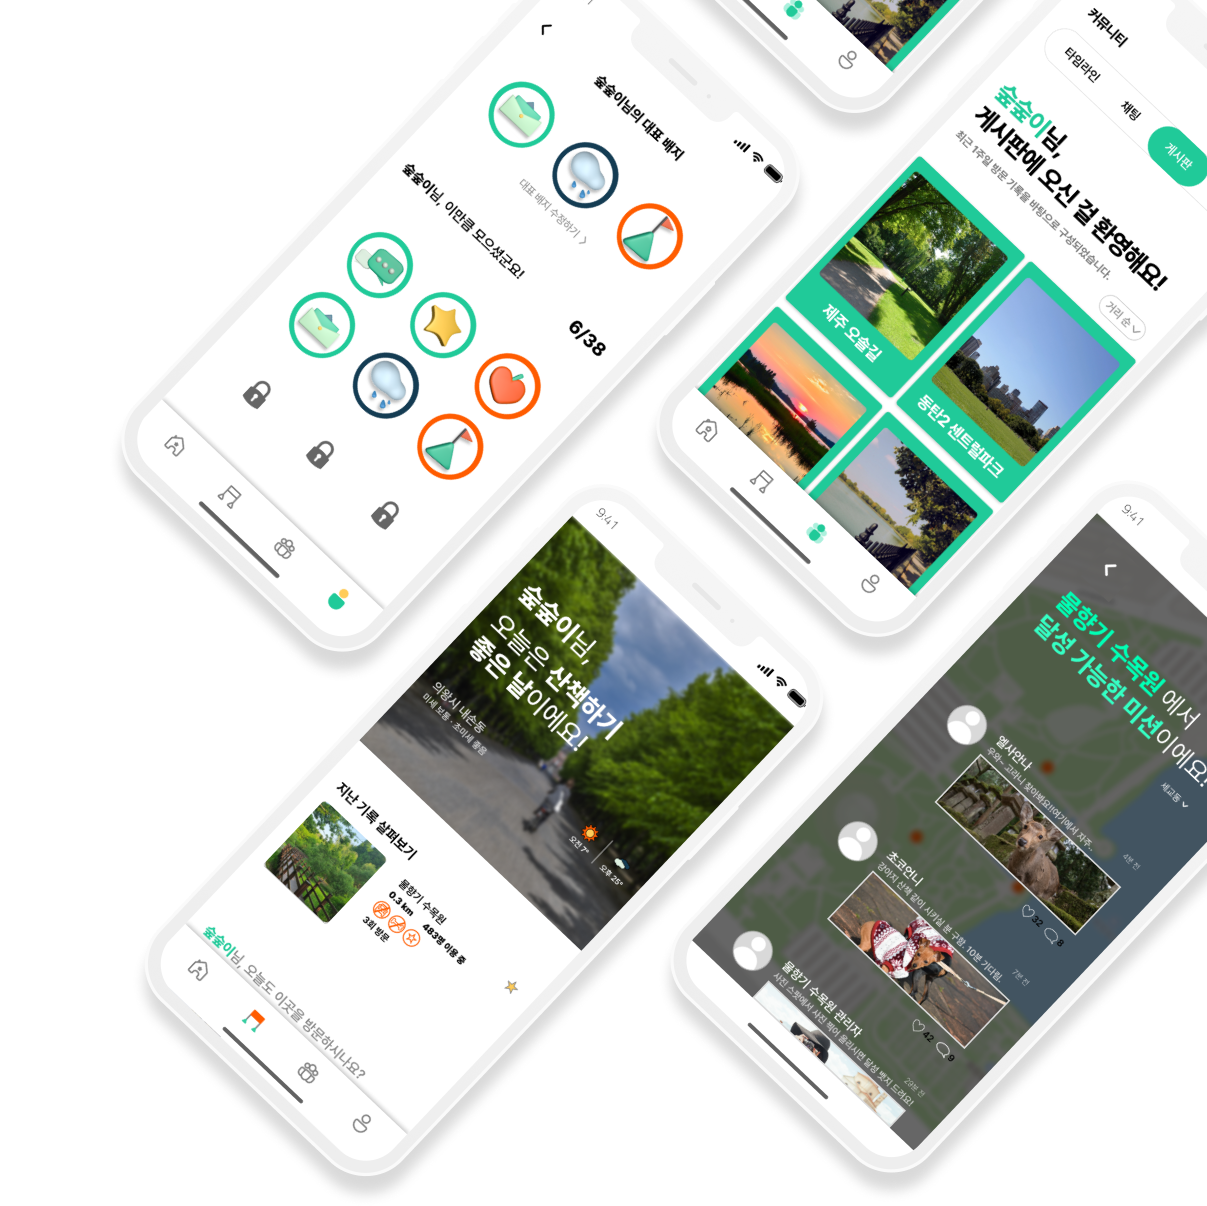 숲숲이님의 대표 배지
대표 배지 수정하기
숲숲이님, 이만큼 모으셨군요!
6/38
커뮤니티
타임라인
채팅
게시판
숲숲이님,
게시판에 오신 걸 환영해요!
최근 1주일 방문 기록을 바탕으로 구성되었습니다.
거리 순
제주 오솔길
동탄2 센트럴파크
9:41
숲숲이님,
오늘은 산책하기
좋은 날이에요!
의왕시 내손동
미세 보통 · 초미세 좋음
오전 7°
오후 25°
지난 기록 살펴보기
물향기 수목원
0.3 km
483명 이용 중
3회 방문
숲숲이님, 오늘도 이곳을 방문하시나요?
9:41
물향기 수목원 에서
달성 가능한 미션이에요!
세교동
엘사안나
우와~ 고라니 찾아봐요!!여기에서 자주..
4분 전
32
8
초코언니
강아지 산책 같이 시키실 분 구함. 10분 기다림.
7분 전
42
9
물향기 수목원 관리자
사진 스팟에서 사진 찍어 올리시면 달성 뱃지 드려요!
29분 전